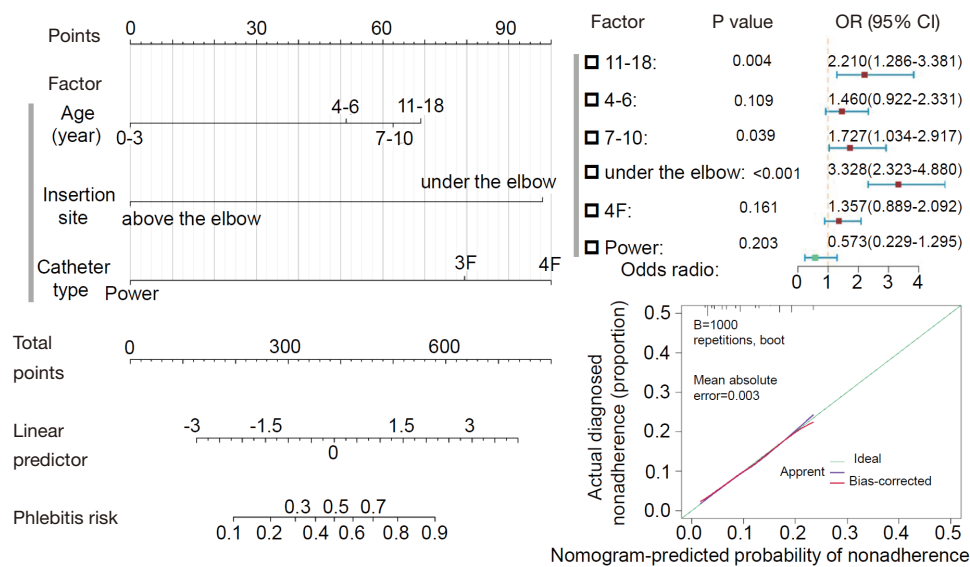 Points
0 30 60 90
Factor
Age
(year)
4-6 11-18
0-3 7-10
Insertion
site
under the elbow
above the elbow
Catheter
type
3F 4F
Power
Total
points
0 300 600
Linear
predictor
-3 -1.5 1.5 3
0
Phlebitis risk
0.3 0.5 0.7
0.1 0.2 0.4 0.6 0.8 0.9
Factor P value OR (95% CI)
11-18: 0.004 2.210(1.286-3.381)
4-6: 0.109 1.460(0.922-2.331)
7-10: 0.039 1.727(1.034-2.917)
under the elbow: <0.001 3.328(2.323-4.880)
4F: 0.161 1.357(0.889-2.092)
Power: 0.203 0.573(0.229-1.295)
Odds radio: 0 1 2 3 4
Actual diagnosed
nonadherence (proportion)
0.5
0.4
0.3
0.2
0.1
0.0
B=1000
repetitions, boot
Mean absolute
error=0.003
Ideal
Apprent
Bias-corrected
0.0 0.1 0.2 0.3 0.4 0.5
Nomogram-predicted probability of nonadherence